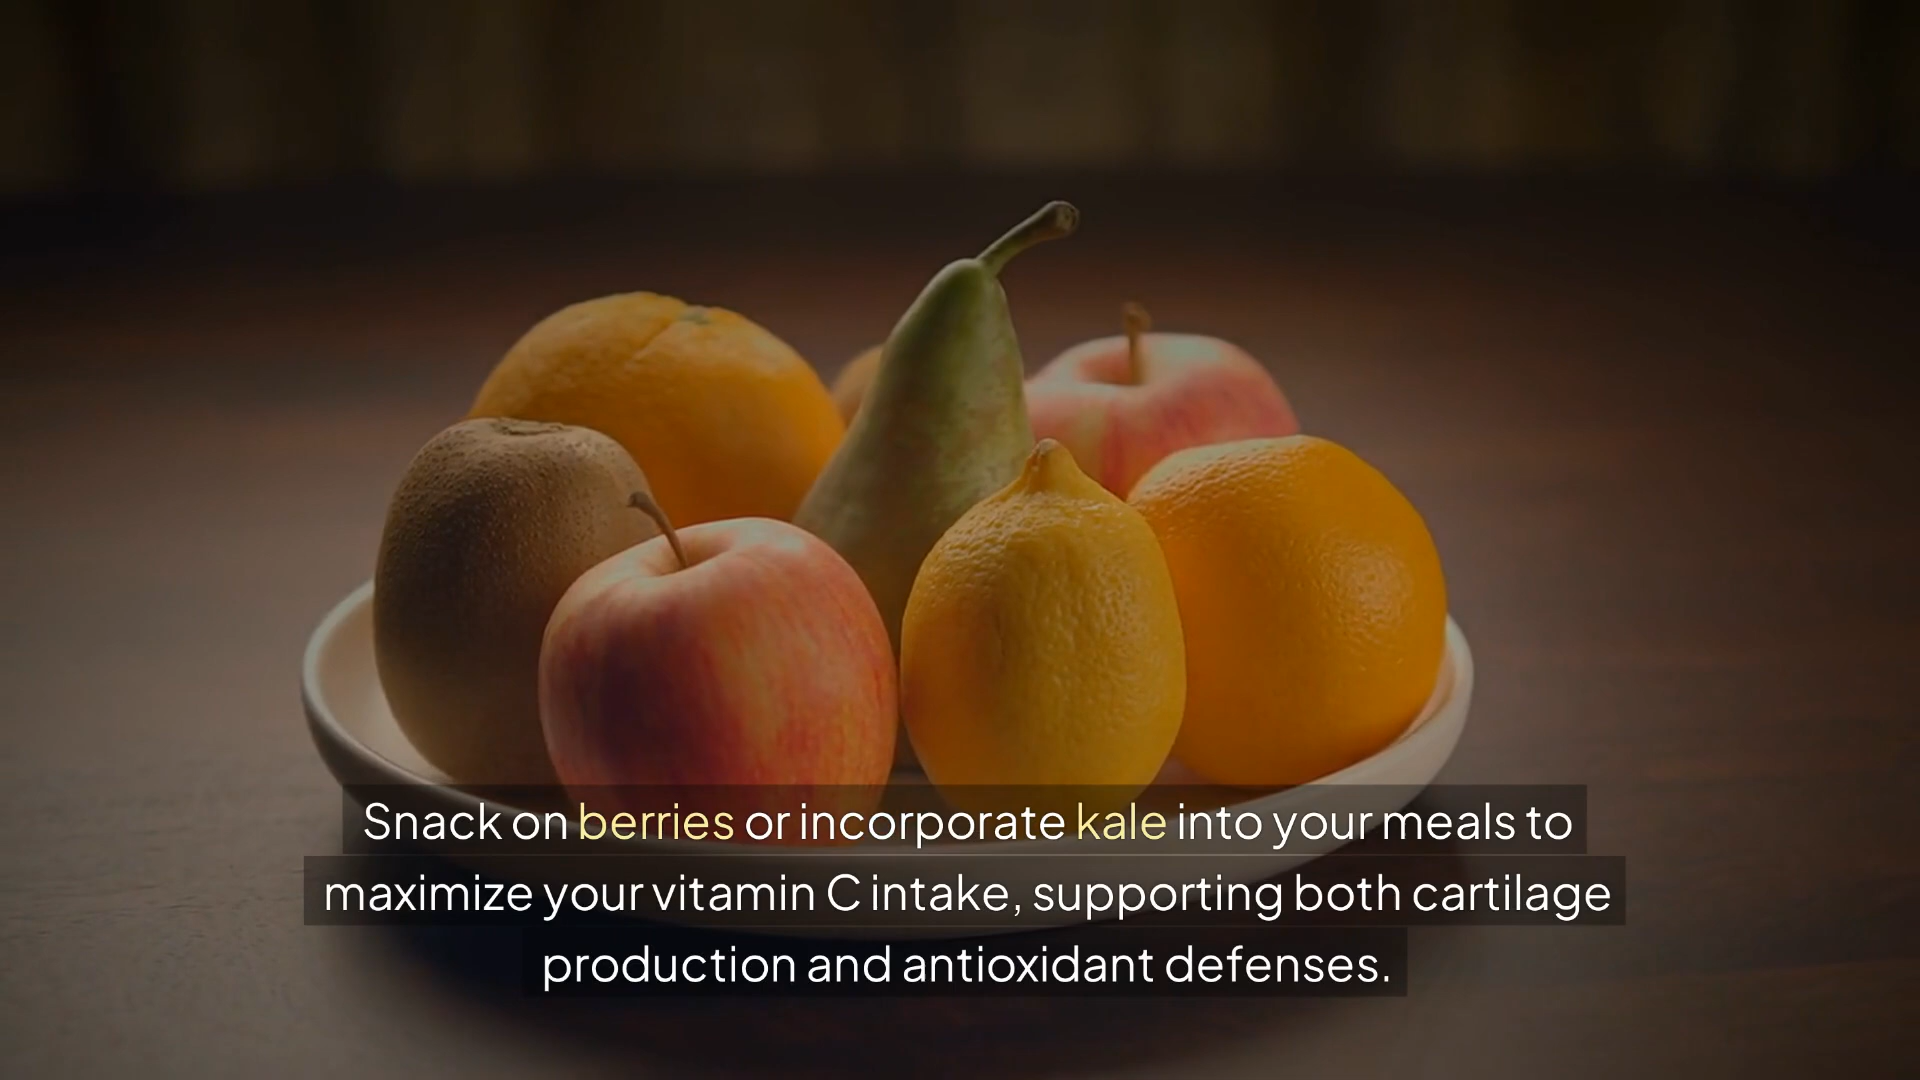 Snack on berries or incorporate kale into your meals to
maximize your vitamin C intake, supporting both cartilage
production and antioxidant defenses.